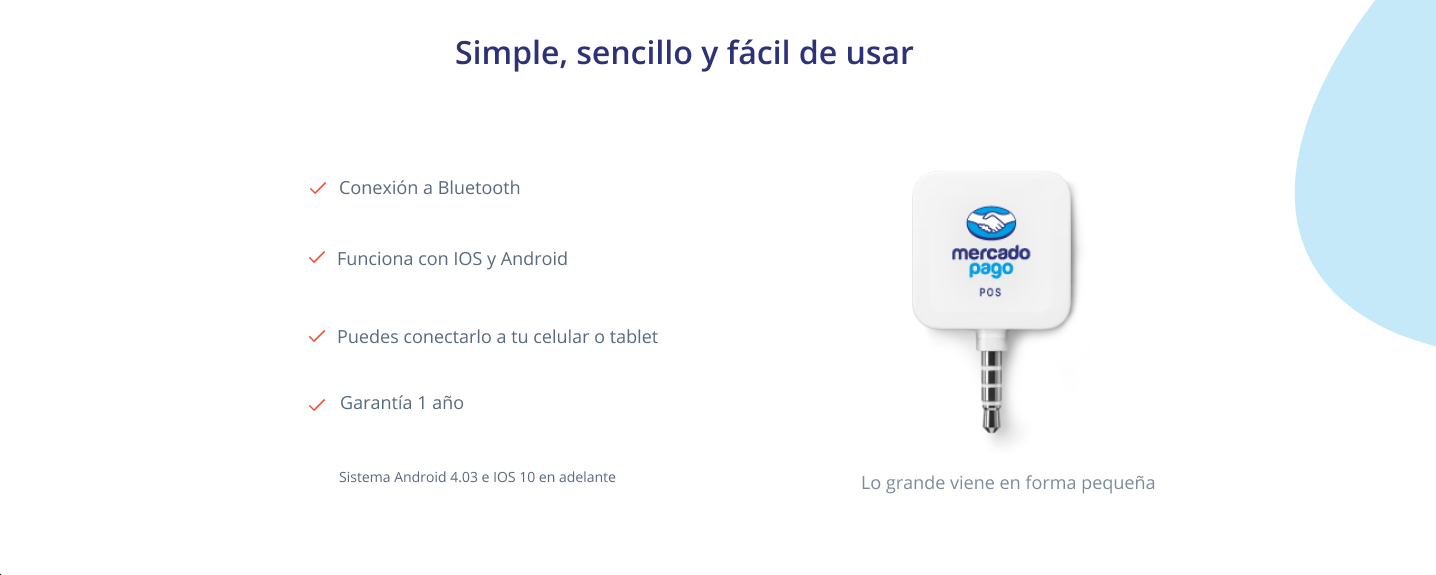 Simple, sencillo y fácil de usar
Conexión a Bluetooth
Funciona con IOS y Android
Puedes conectarlo a tu celular o tablet
Garantía 1 año
Sistema Android 4.03 e IOS 10 en adelante
mercado
pago
POS
Lo grande viene en forma pequeña